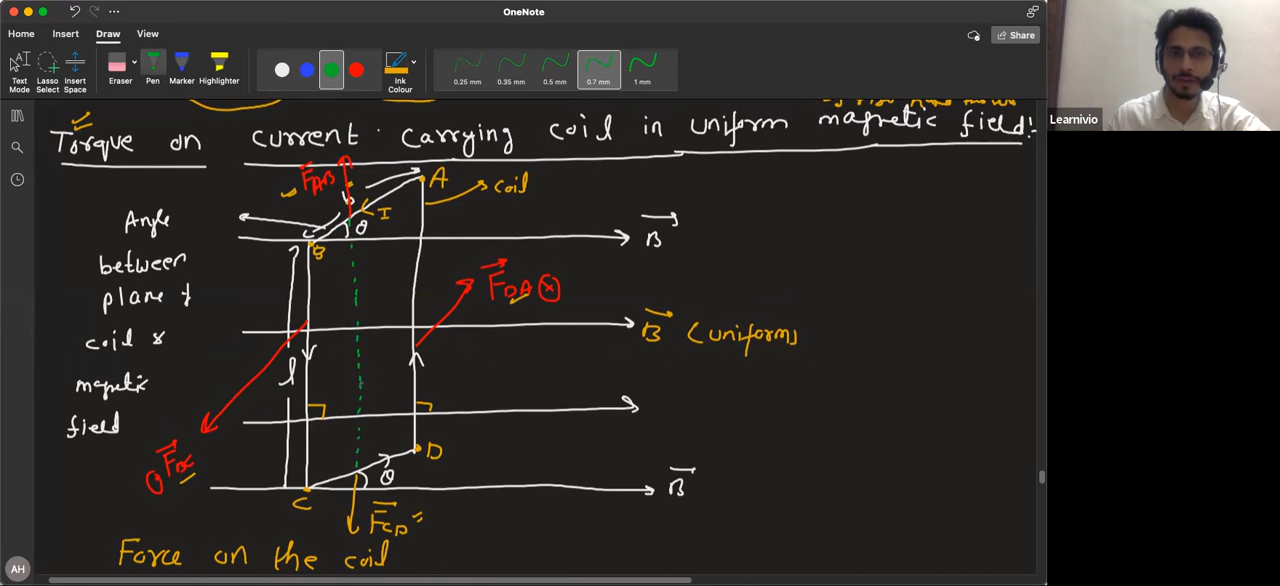 OneNote
Home Insert Draw View
Share
Text Mode
Lasso Select
Insert Space
Eraser
Pen
Marker
Highlighter
Ink Colour
0.25 mm
0.35 mm
0.5 mm
0.7 mm
1 mm
Learnivio
Torque on current carrying coil in uniform magnetic field:
F AB
A
coil
I
θ
B
B
Angle between plane of coil & magnetic field
F DA
B (uniform)
l
D
θ
F BC
C
B
F CD =
Force on the coil
AH